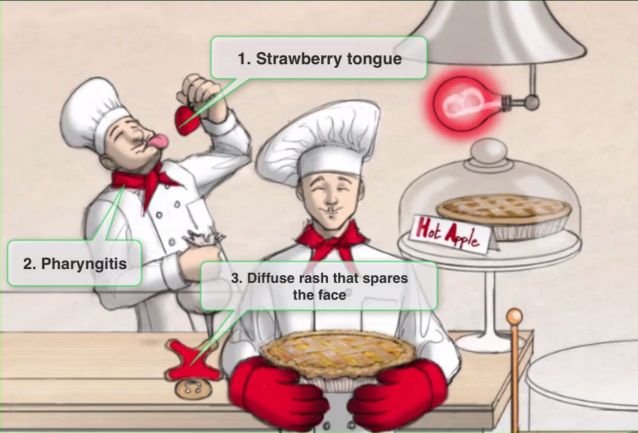 1. Strawberry tongue
2. Pharyngitis
3. Diffuse rash that spares
the face
Hot Apple